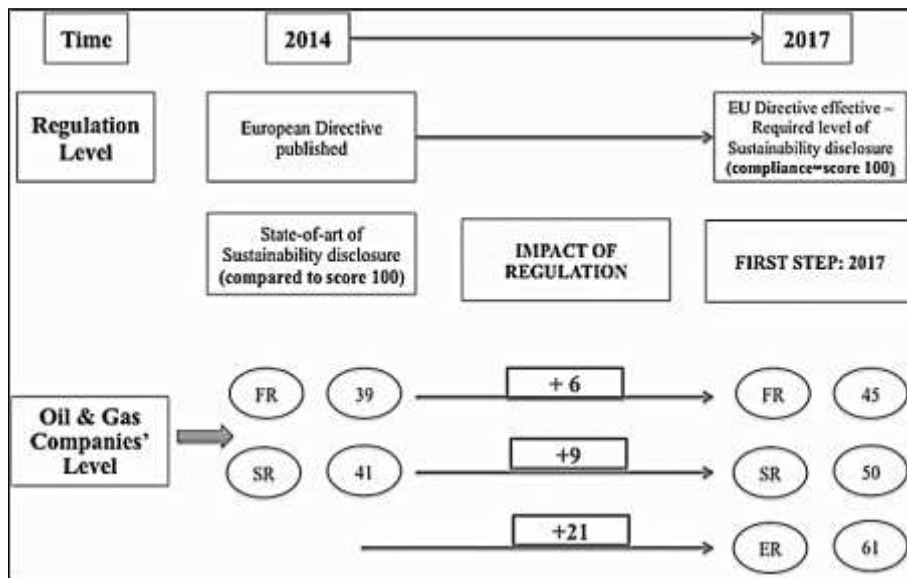 Time
2014
2017
Regulation
Level
European Directive
published
EU Directive effective –
Required level of
Sustainability disclosure
(compliance=score 100)
State-of-art of
Sustainability disclosure
(compared to score 100)
IMPACT OF
REGULATION
FIRST STEP: 2017
Oil & Gas
Companies'
Level
FR
39
+ 6
FR
45
SR
41
+9
SR
50
+21
ER
61